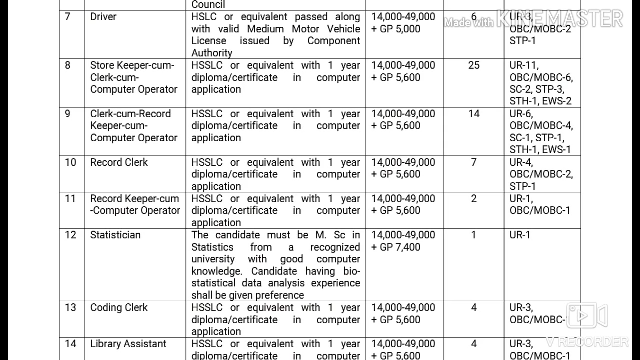 Council
7 Driver HSLC or equivalent passed along 14,000-49,000 6 UR-3,
with valid Medium Motor Vehicle + GP 5,000 OBC/MOBC-2
License issued by Component STP-1
Authority
8 Store Keeper-cum- HSSLC or equivalent with 1 year 14,000-49,000 25 UR-11,
Clerk-cum- diploma/certificate in computer + GP 5,600 OBC/MOBC-6,
Computer Operator application SC-2, STP-3,
STH-1, EWS-2
9 Clerk-cum-Record HSSLC or equivalent with 1 year 14,000-49,000 14 UR-6,
Keeper-cum- diploma/certificate in computer + GP 5,600 OBC/MOBC-4,
Computer Operator application SC-1, STP-1,
STH-1, EWS-1
10 Record Clerk HSSLC or equivalent with 1 year 14,000-49,000 7 UR-4,
diploma/certificate in computer + GP 5,600 OBC/MOBC-2,
application STP-1
11 Record Keeper-cum HSSLC or equivalent with 1 year 14,000-49,000 2 UR-1,
-Computer Operator diploma/certificate in computer + GP 5,600 OBC/MOBC-1
application
12 Statistician The candidate must be M. Sc in 14,000-49,000 1 UR-1
Statistics from a recognized + GP 7,400
university with good computer
knowledge. Candidate having bio-
statistical data analysis experience
shall be given preference
13 Coding Clerk HSSLC or equivalent with 1 year 14,000-49,000 4 UR-3,
diploma/certificate in computer + GP 5,600 OBC/MOBC-
application
14 Library Assistant HSSLC or equivalent with 1 year 14,000-49,000 4 UR-3,
diploma/certificate in computer + GP 5,600 OBC/MOBC-1
Made with KINEMASTER
V RECORDER